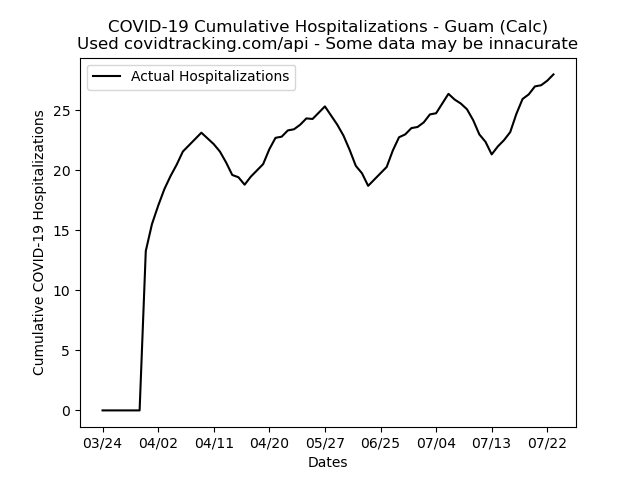 COVID-19 Cumulative Hospitalizations - Guam (Calc)
Used covidtracking.com/api - Some data may be innacurate
Actual Hospitalizations
Cumulative COVID-19 Hospitalizations
25
20
15
10
5
0
03/24 04/02 04/11 04/20 05/27 06/25 07/04 07/13 07/22
Dates